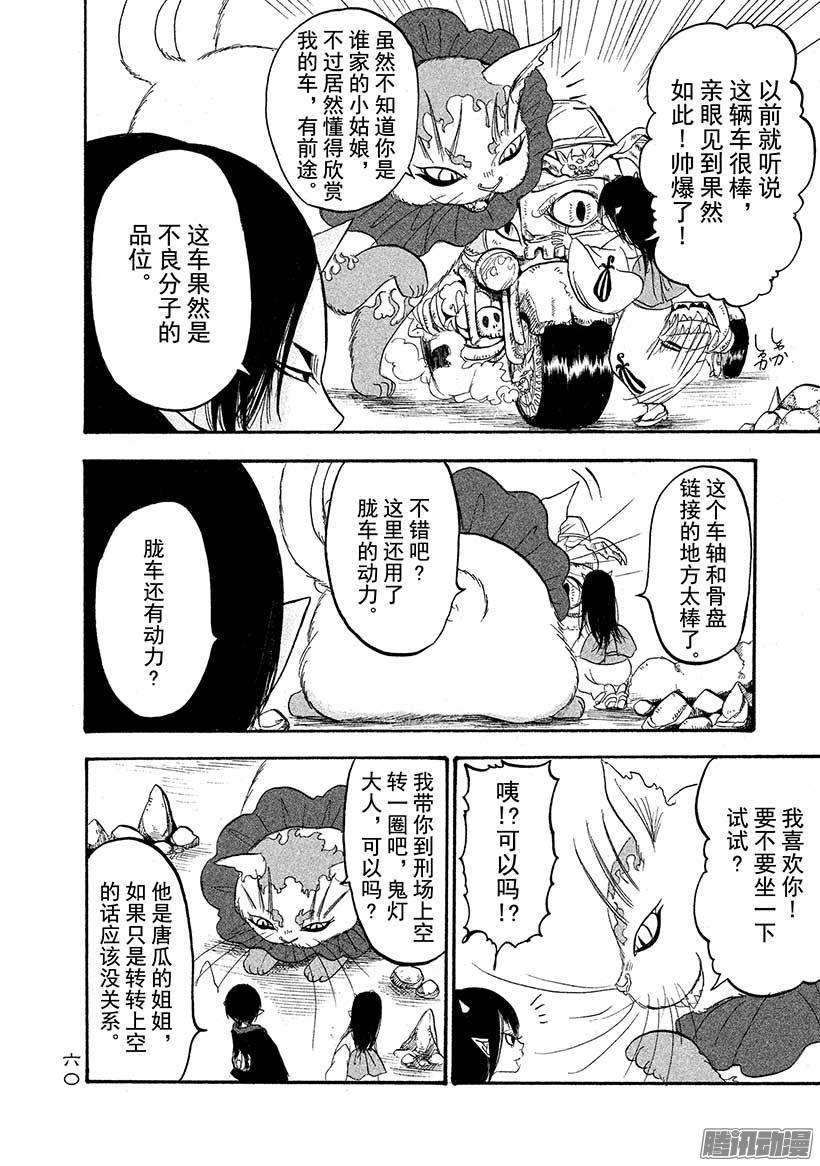 以前就听说
这辆车很棒，
亲眼见到果然
如此！帅爆了！
虽然不知道你是
谁家的小姑娘，
不过居然懂得欣赏
我的车，有前途。
这车果然是
不良分子的
品位。
しゃか
しゃか
这个车轴和骨盘
链接的地方太棒了。
不错吧？
这里还用了
胧车的动力。
胧车还有动力？
我喜欢你！
要不要坐一下
试试？
咦!?可以吗!?
我带你到刑场上空
转一圈吧，鬼灯
大人，可以吗？
他是唐瓜的姐姐，
如果只是转转上空
的话应该没关系。
六〇
腾讯动漫